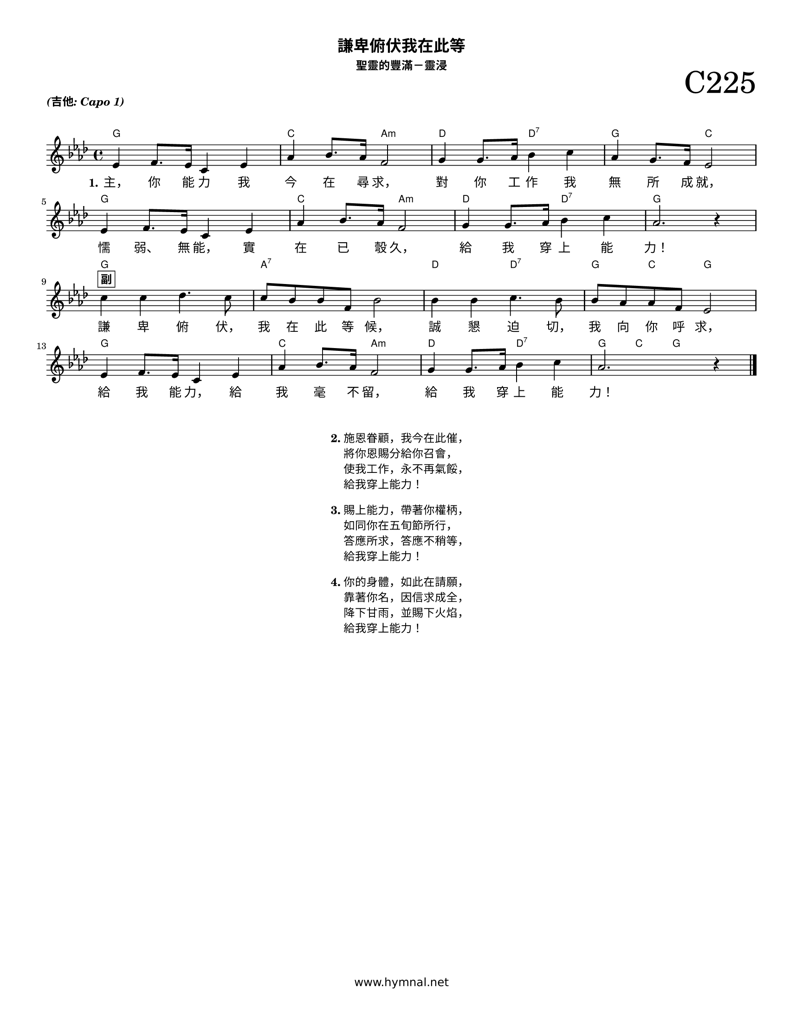 謙卑俯伏我在此等
聖靈的豐滿－靈浸
C225
(吉他: Capo 1)
G C Am D D7 G C
1. 主， 你 能 力 我 今 在 尋 求， 對 你 工 作 我 無 所 成 就，
G C Am D D7 G
5
懦 弱、 無 能， 實 在 已 彀 久， 給 我 穿 上 能 力！
G A7 D D7 G C G
9 副
謙 卑 俯 伏， 我 在 此 等 候， 誠 懇 迫 切， 我 向 你 呼 求，
13 G C Am D D7 G C G
給 我 能 力， 給 我 毫 不 留， 給 我 穿 上 能 力！
2. 施恩眷顧，我今在此催，
將你恩賜分給你召會，
使我工作，永不再氣餒，
給我穿上能力！
3. 賜上能力，帶著你權柄，
如同你在五旬節所行，
答應所求，答應不稍等，
給我穿上能力！
4. 你的身體，如此在請願，
靠著你名，因信求成全，
降下甘雨，並賜下火焰，
給我穿上能力！
www.hymnal.net